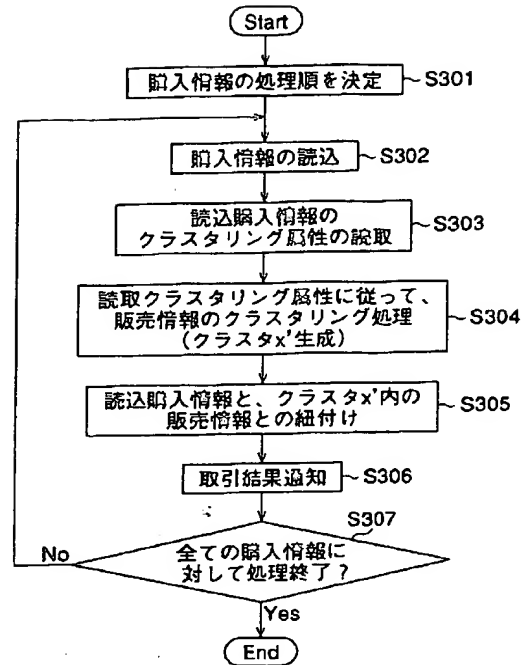 Start
購入情報の処理順を決定
S301
購入情報の読込
S302
読込購入情報の
クラスタリング属性の読取
S303
読取クラスタリング属性に従って、
販売情報のクラスタリング処理
(クラスタx'生成)
S304
読込購入情報と、クラスタx'内の
販売情報との紐付け
S305
取引結果通知
S306
S307
全ての購入情報に
対して処理終了?
No
Yes
End